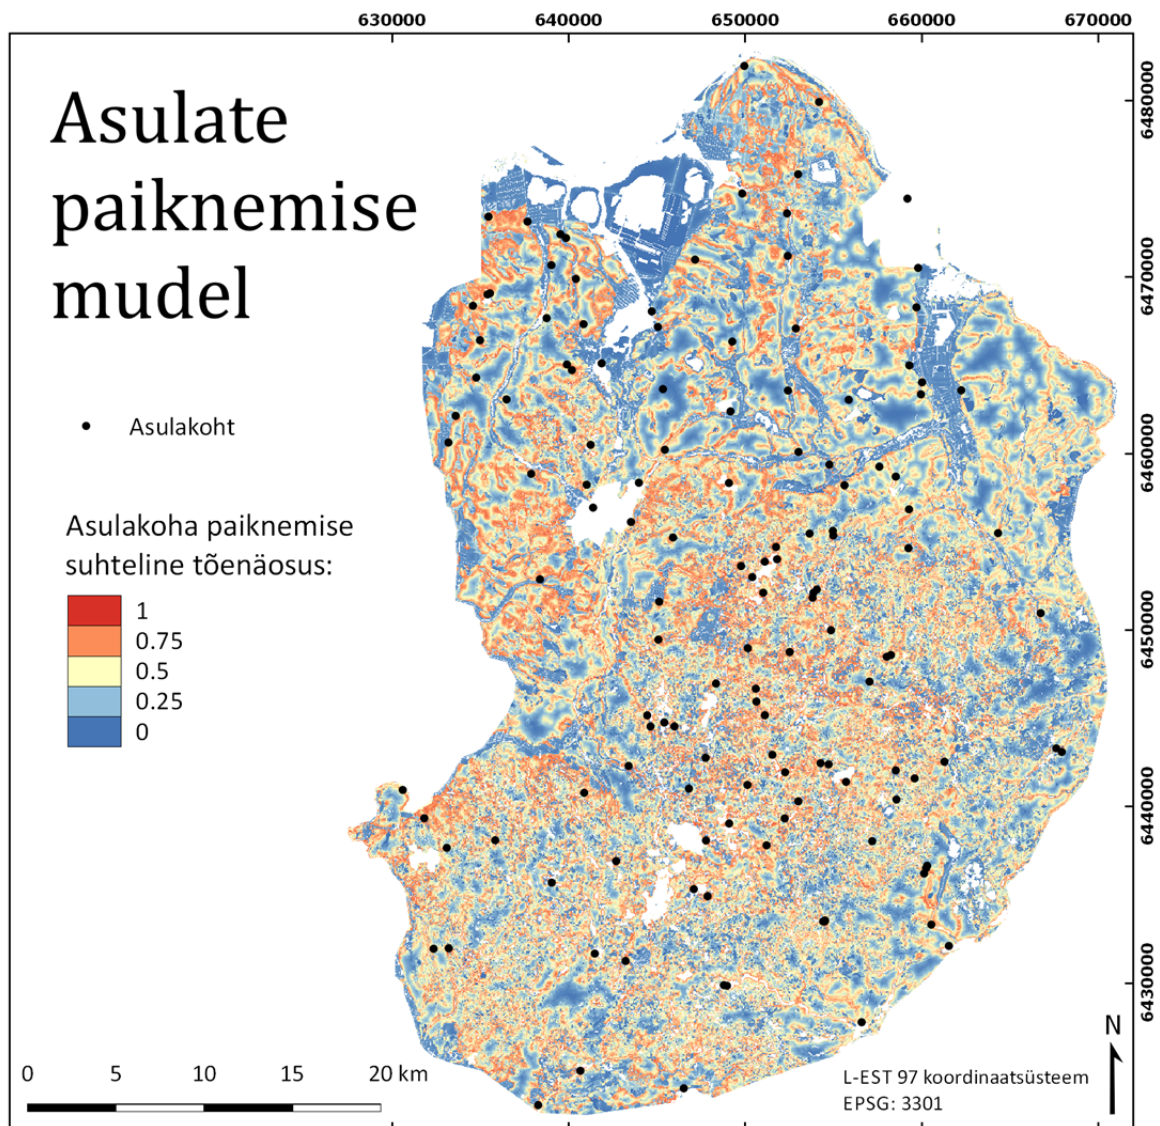 630000 640000 650000 660000 670000
Asulate
paiknemise
mudel
Asulakoht
Asulakoha paiknemise
suhteline tõenäosus:
1
0.75
0.5
0.25
0
6480000
6470000
6460000
6450000
6440000
6430000
N
0 5 10 15 20 km
L-EST 97 koordinaatsüsteem
EPSG: 3301